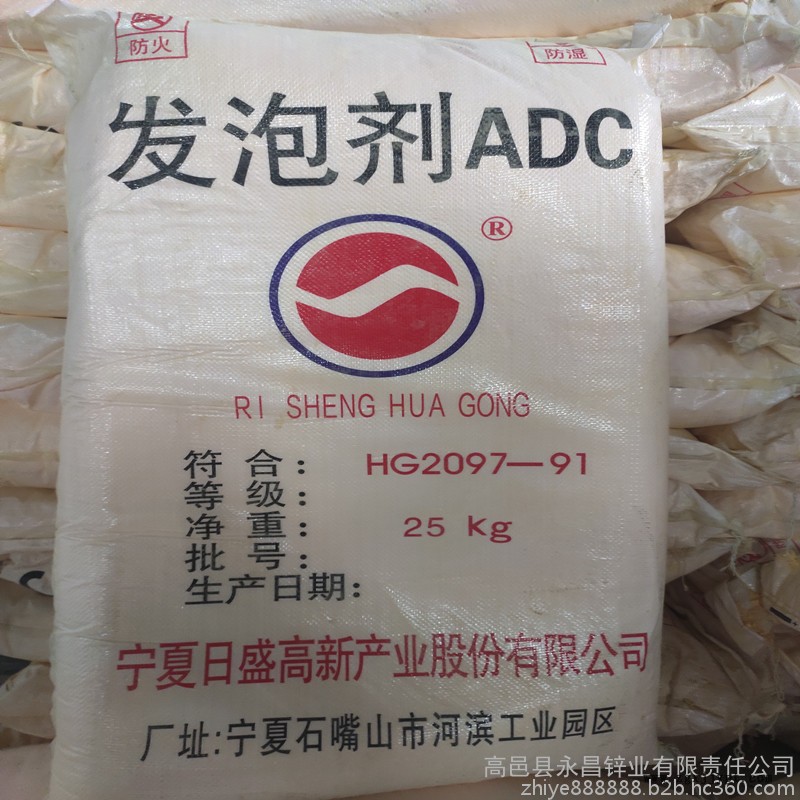 防火
防湿
发泡剂ADC
®
RI SHENG HUA GONG
符合: HG2097-91
等级:
净重: 25 kg
批号:
生产日期:
宁夏日盛高新产业股份有限公司
厂址:宁夏石嘴山市河滨工业园区
高邑县永昌锌业有限责任公司
zhiye888888.b2b.hc360.com